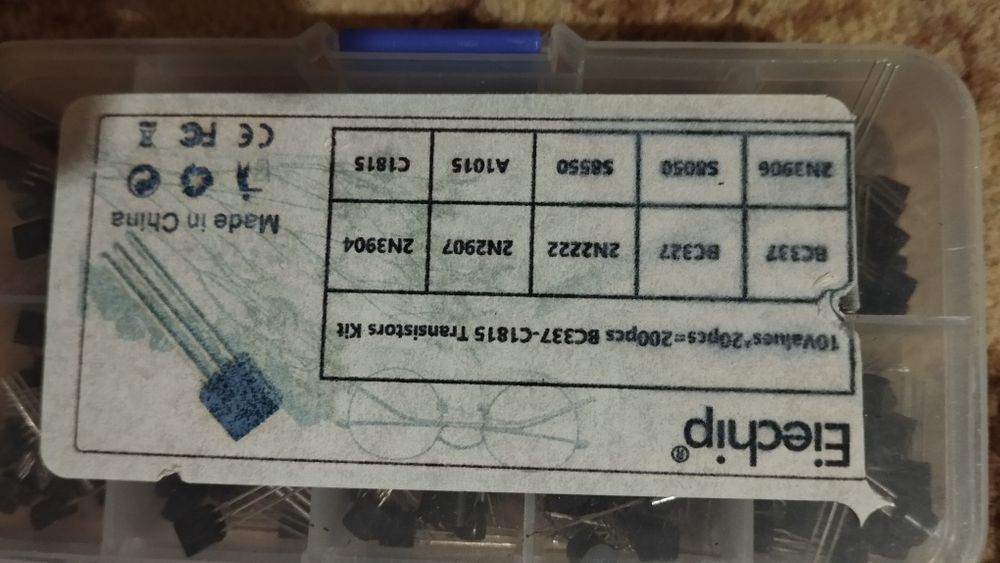 Eiechip®
10Values*20pcs=200pcs BC337-C1815 Transistors Kit
BC337 BC327 2N2222 2N2907 2N3904
2N3906 S8050 S8550 A1015 C1815
Made in China
CE FC